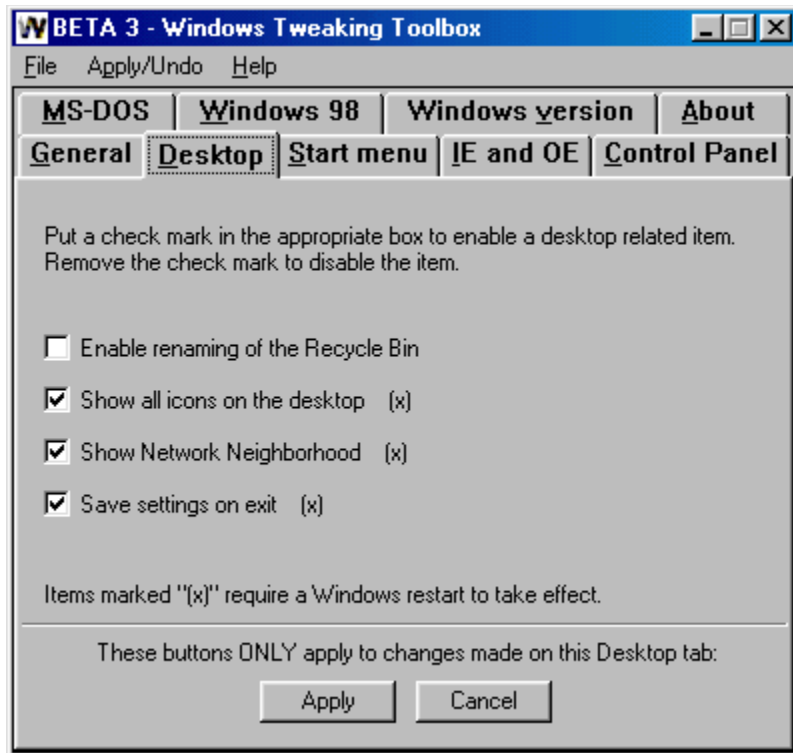 BETA 3 - Windows Tweaking Toolbox
File Apply/Undo Help
MS-DOS Windows 98 Windows version About
General Desktop Start menu IE and OE Control Panel
Put a check mark in the appropriate box to enable a desktop related item.
Remove the check mark to disable the item.
Enable renaming of the Recycle Bin
Show all icons on the desktop (x)
Show Network Neighborhood (x)
Save settings on exit (x)
Items marked "(x)" require a Windows restart to take effect.
These buttons ONLY apply to changes made on this Desktop tab:
Apply Cancel